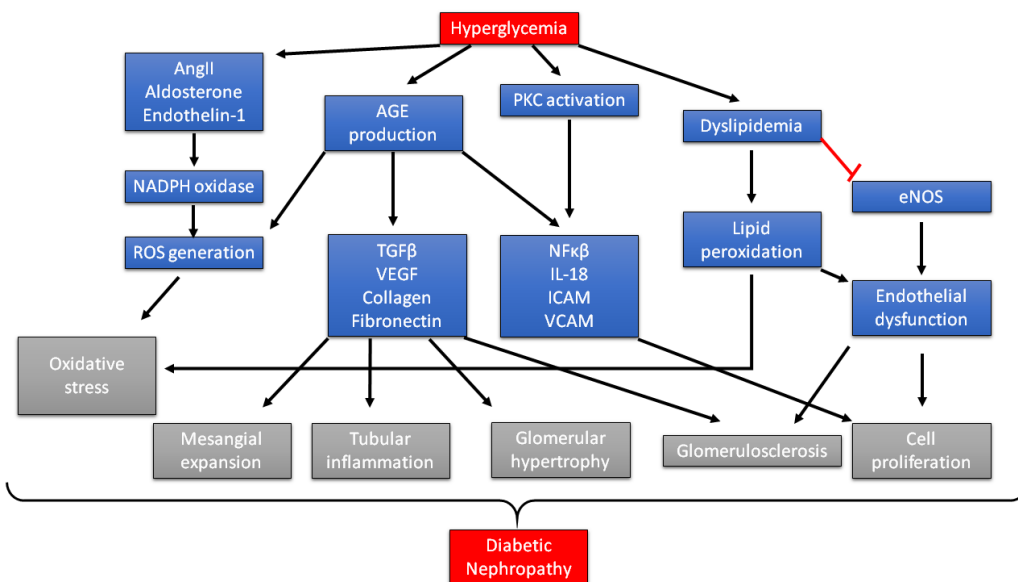 Hyperglycemia
AngII
Aldosterone
Endothelin-1
AGE
production
PKC activation
Dyslipidemia
NADPH oxidase
eNOS
ROS generation
TGFβ
VEGF
Collagen
Fibronectin
NFκβ
IL-18
ICAM
VCAM
Lipid
peroxidation
Endothelial
dysfunction
Oxidative
stress
Mesangial
expansion
Tubular
inflammation
Glomerular
hypertrophy
Glomerulosclerosis
Cell
proliferation
Diabetic
Nephropathy